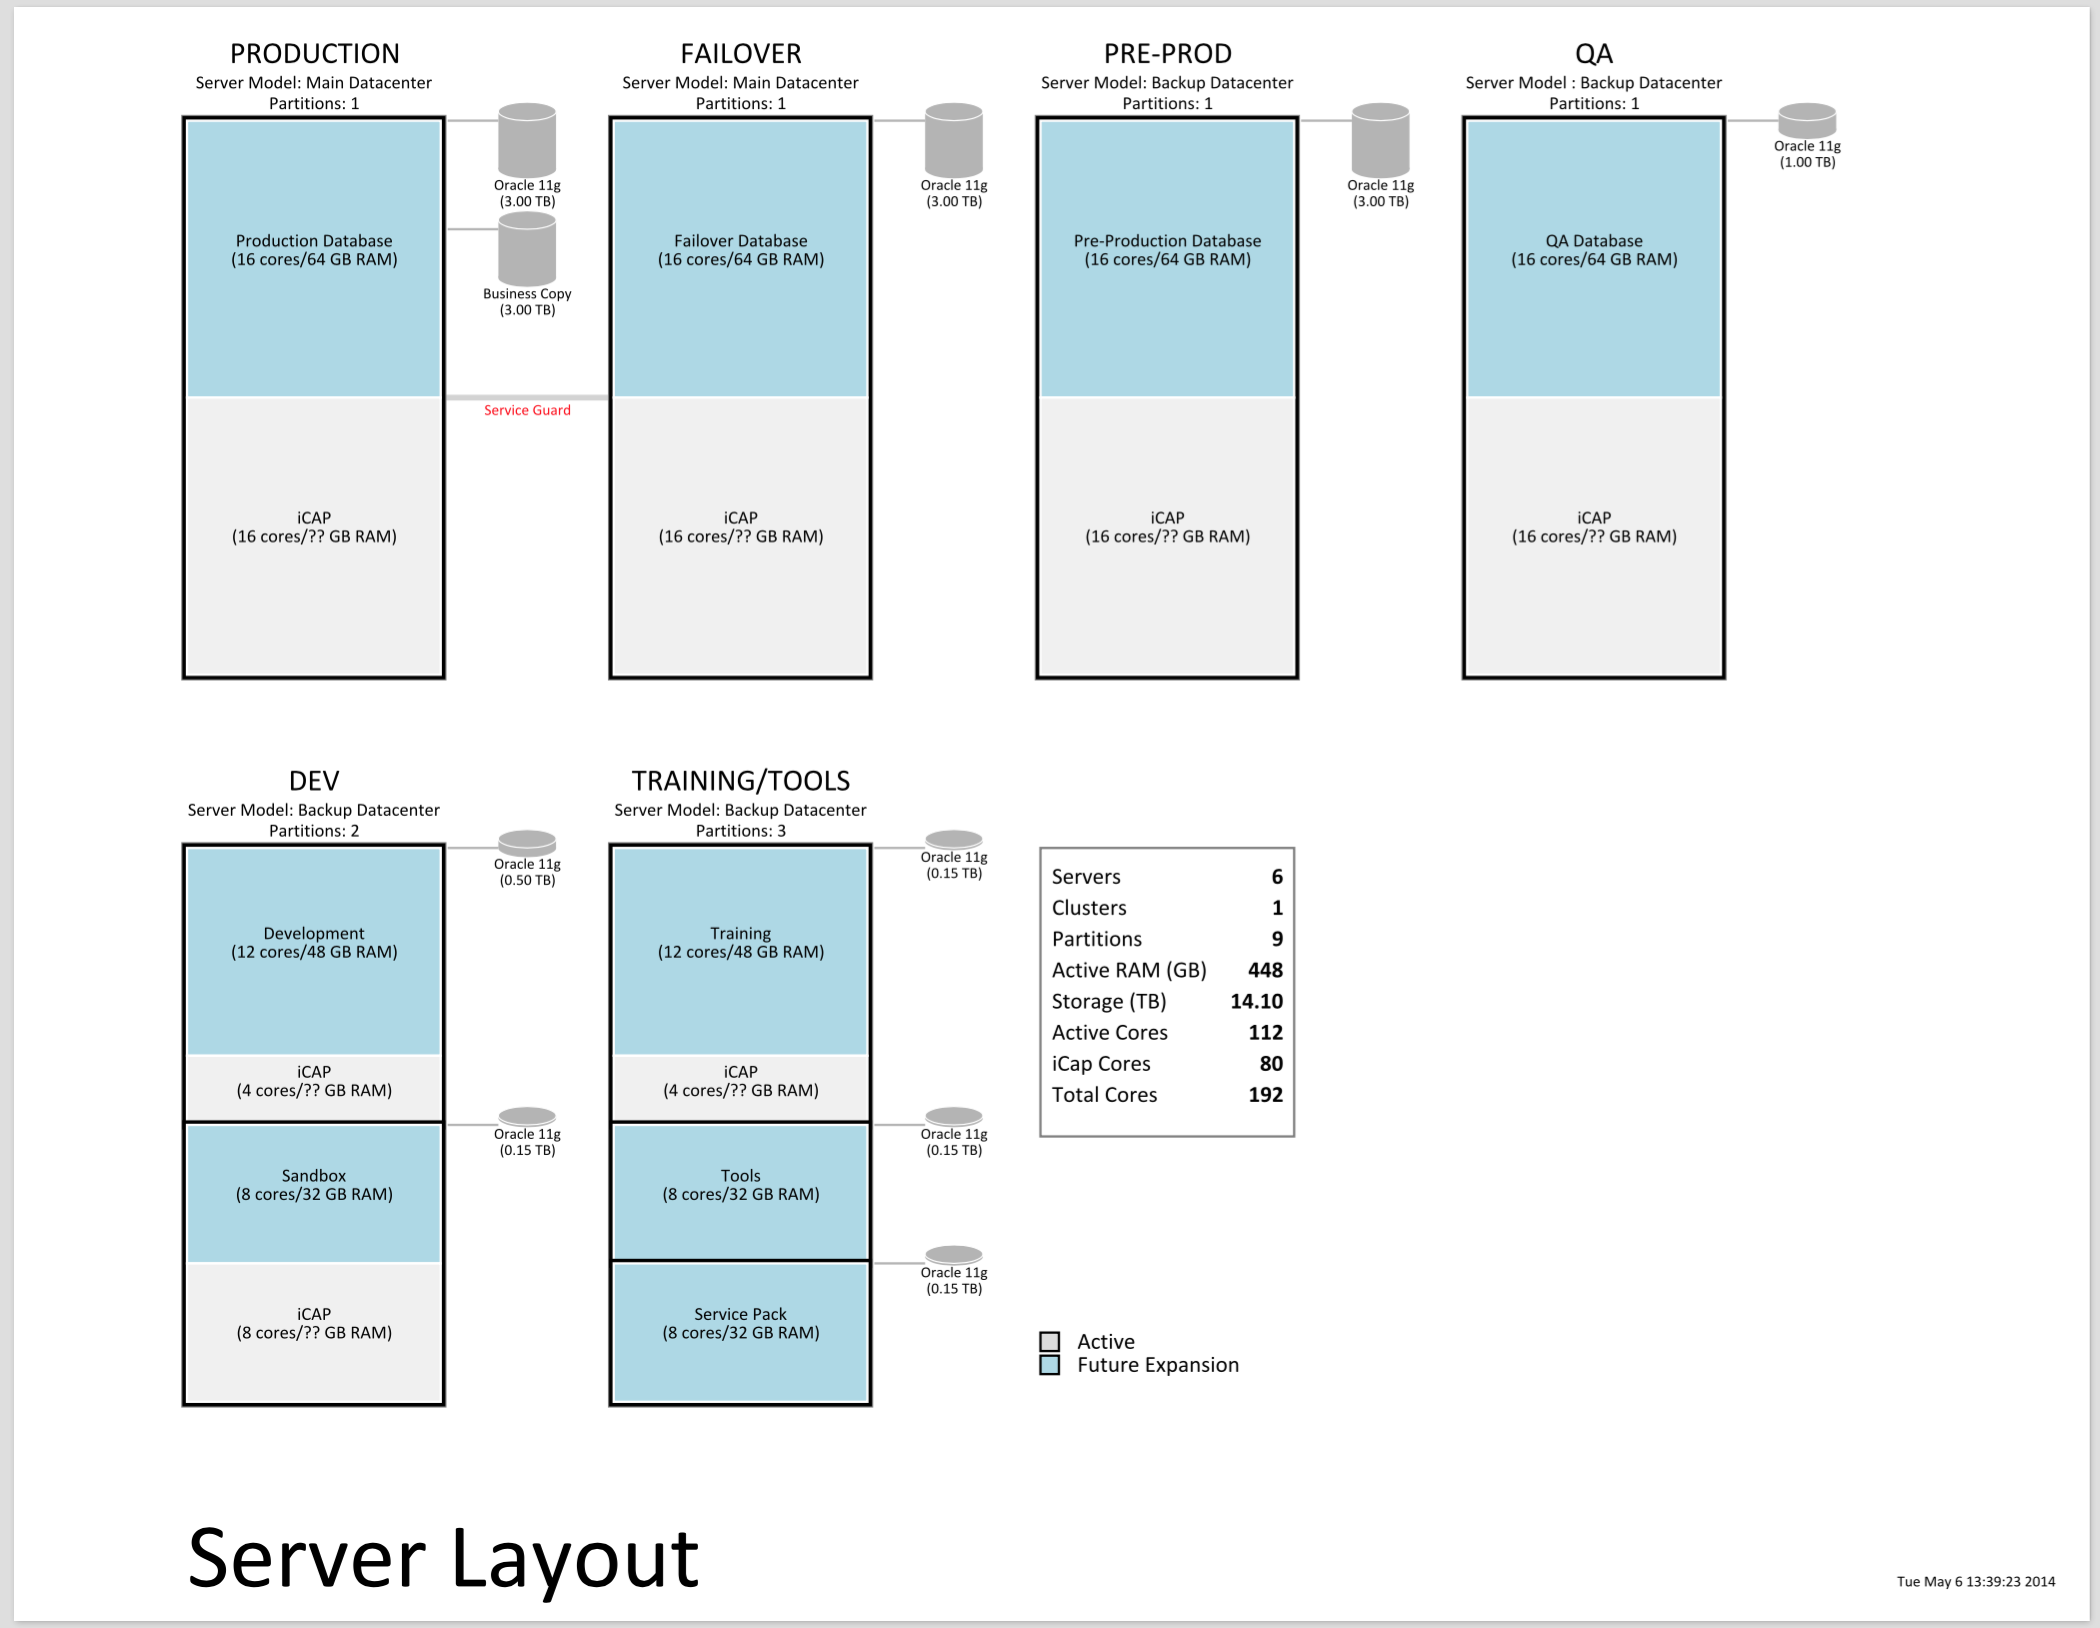 PRODUCTION
Server Model: Main Datacenter
Partitions: 1
Oracle 11g
(3.00 TB)
Production Database
(16 cores/64 GB RAM)
Business Copy
(3.00 TB)
Service Guard
iCAP
(16 cores/?? GB RAM)
FAILOVER
Server Model: Main Datacenter
Partitions: 1
Oracle 11g
(3.00 TB)
Failover Database
(16 cores/64 GB RAM)
iCAP
(16 cores/?? GB RAM)
PRE-PROD
Server Model: Backup Datacenter
Partitions: 1
Oracle 11g
(3.00 TB)
Pre-Production Database
(16 cores/64 GB RAM)
iCAP
(16 cores/?? GB RAM)
QA
Server Model : Backup Datacenter
Partitions: 1
Oracle 11g
(1.00 TB)
QA Database
(16 cores/64 GB RAM)
iCAP
(16 cores/?? GB RAM)
DEV
Server Model: Backup Datacenter
Partitions: 2
Oracle 11g
(0.50 TB)
Development
(12 cores/48 GB RAM)
iCAP
(4 cores/?? GB RAM)
Oracle 11g
(0.15 TB)
Sandbox
(8 cores/32 GB RAM)
iCAP
(8 cores/?? GB RAM)
TRAINING/TOOLS
Server Model: Backup Datacenter
Partitions: 3
Oracle 11g
(0.15 TB)
Training
(12 cores/48 GB RAM)
iCAP
(4 cores/?? GB RAM)
Oracle 11g
(0.15 TB)
Tools
(8 cores/32 GB RAM)
Oracle 11g
(0.15 TB)
Service Pack
(8 cores/32 GB RAM)
Servers 6
Clusters 1
Partitions 9
Active RAM (GB) 448
Storage (TB) 14.10
Active Cores 112
iCap Cores 80
Total Cores 192
Active
Future Expansion
Server Layout
Tue May 6 13:39:23 2014